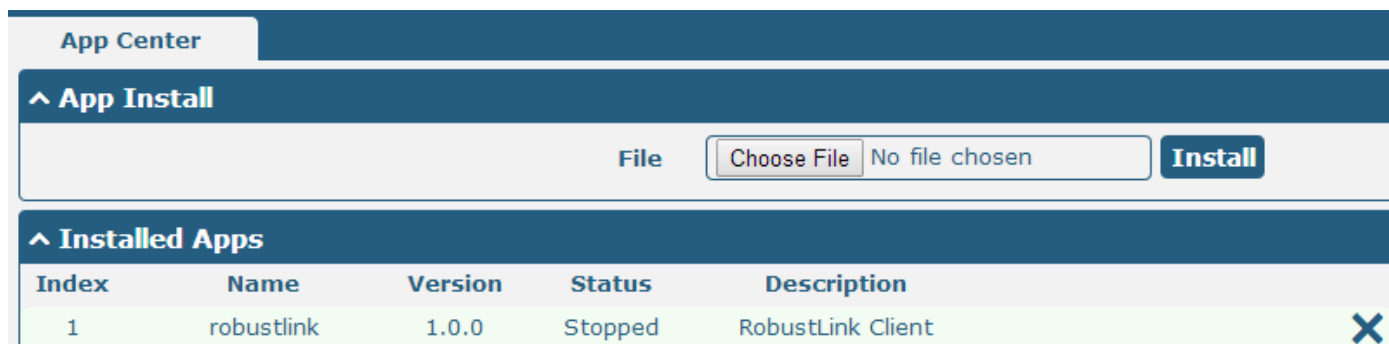 App Center
App Install
File Choose File No file chosen Install
Installed Apps
Index Name Version Status Description
1 robustlink 1.0.0 Stopped RobustLink Client